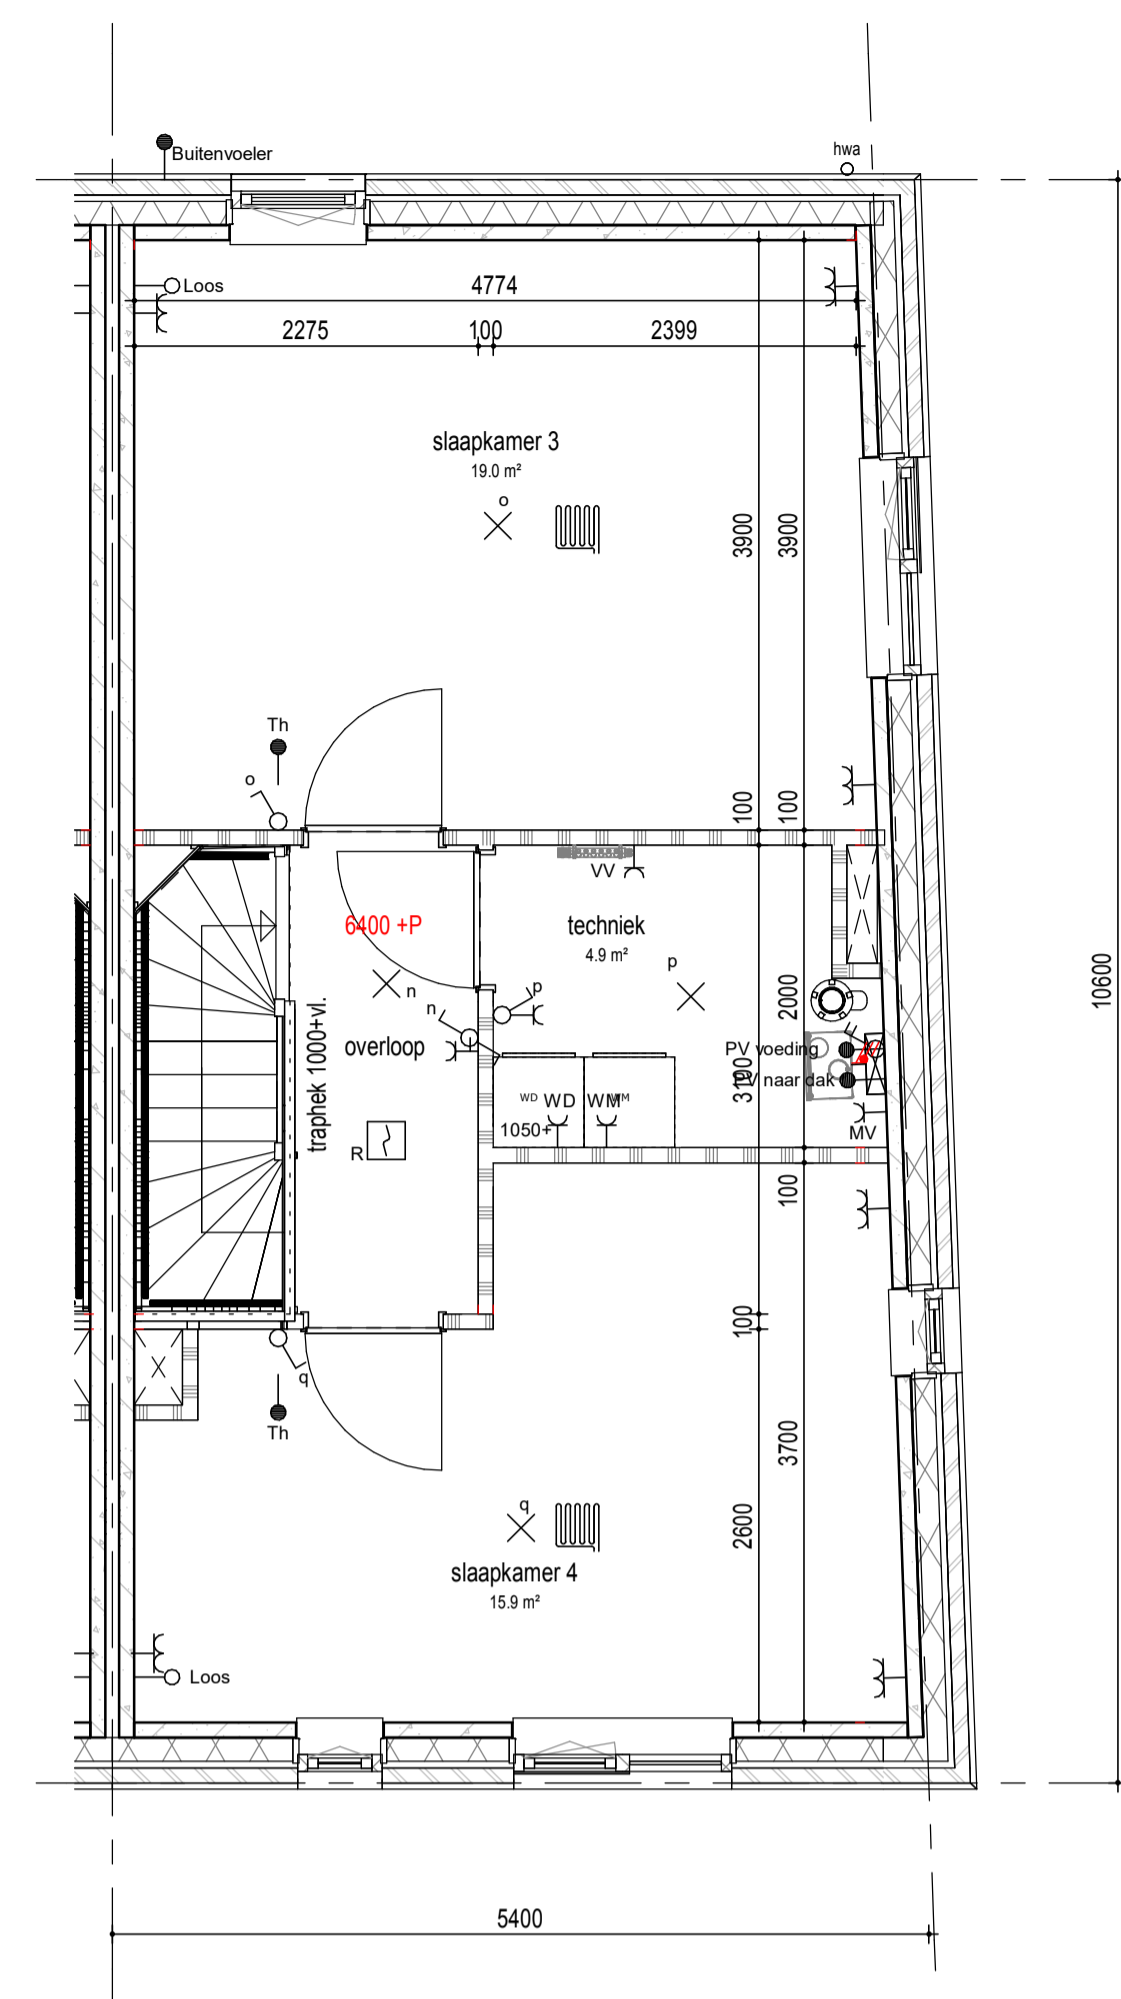 Buitenvoeler
hwa
Loos
4774
2275
100
2399
slaapkamer 3
19.0 m²
o
3900
3900
Th
o
100
100
VV
6400 +P
techniek
4.9 m²
p
n
n
p
2000
10600
traphek 1000+vl.
overloop
PV voeding
3100
PV naar dak
WD
WD
WM
WM
1050+
MV
R
100
100
q
Th
3700
2600
q
slaapkamer 4
15.9 m²
Loos
5400